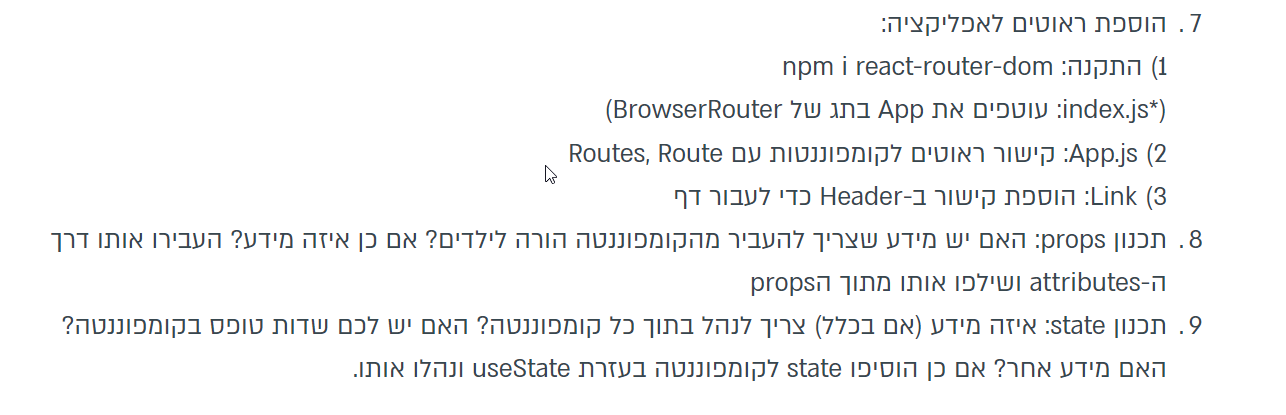 7. הוספת ראוטים לאפליקציה:
1) התקנה: npm i react-router-dom
(*index.js: עוטפים את App בתג של BrowserRouter)
2) App.js: קישור ראוטים לקומפוננטות עם Routes, Route
3) Link: הוספת קישור ב-Header כדי לעבור דף
8. תכנון props: האם יש מידע שצריך להעביר מהקומפוננטה הורה לילדים? אם כן איזה מידע? העבירו אותו דרך
ה-attributes ושילפו אותו מתוך הprops
9. תכנון state: איזה מידע (אם בכלל) צריך לנהל בתוך כל קומפוננטה? האם יש לכם שדות טופס בקומפוננטה?
האם מידע אחר? אם כן הוסיפו state לקומפוננטה בעזרת useState ונהלו אותו.